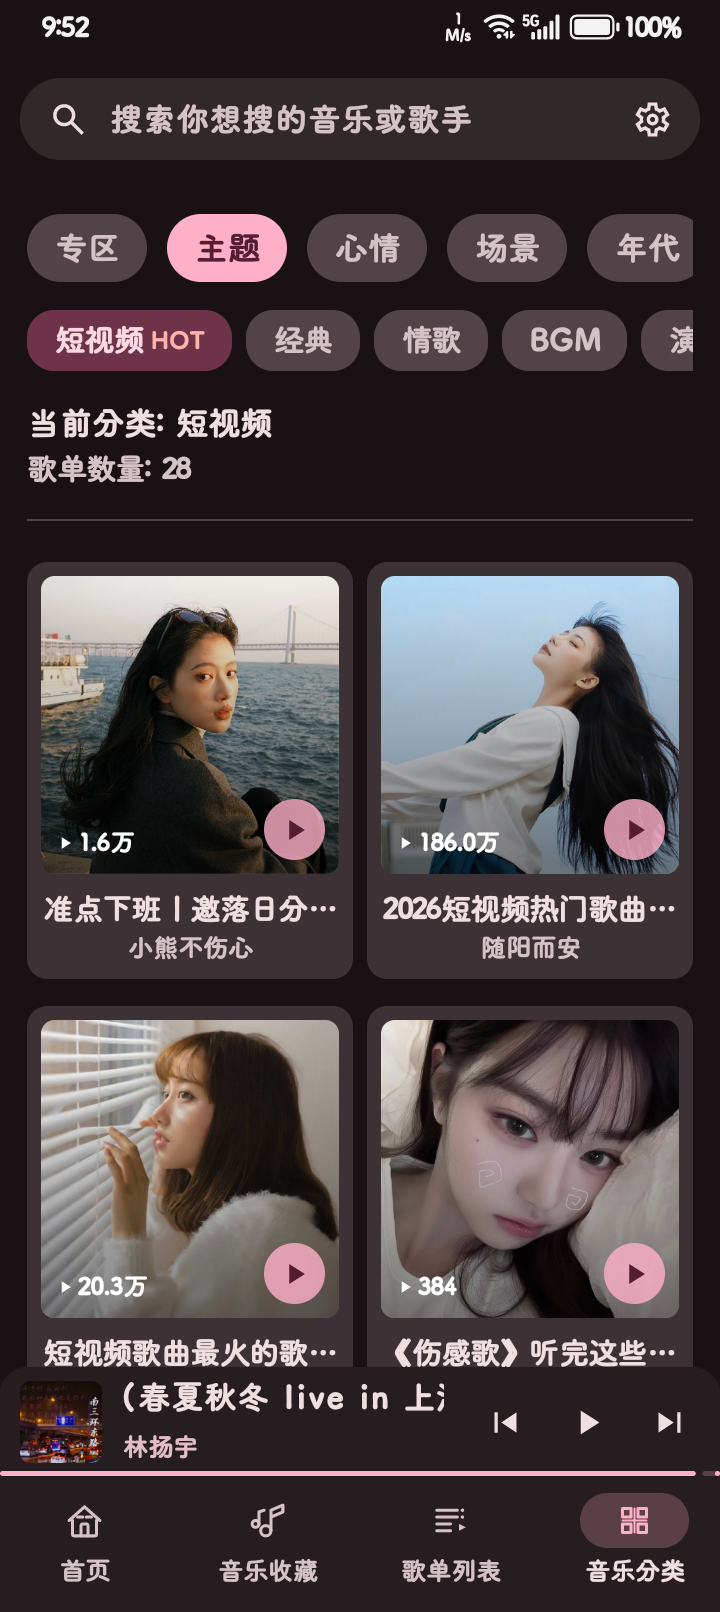 9:52
1 M/s 5G 100%
搜索你想搜的音乐或歌手
专区 主题 心情 场景 年代
短视频 HOT 经典 情歌 BGM
当前分类: 短视频
歌单数量: 28
1.6万
186.0万
准点下班丨邀落日分…
2026短视频热门歌曲…
小熊不伤心
随阳而安
20.3万
384
短视频歌曲最火的歌…
《伤感歌》听完这些…
南三环东路
（春夏秋冬 live in 上
林扬宇
首页 音乐收藏 歌单列表 音乐分类